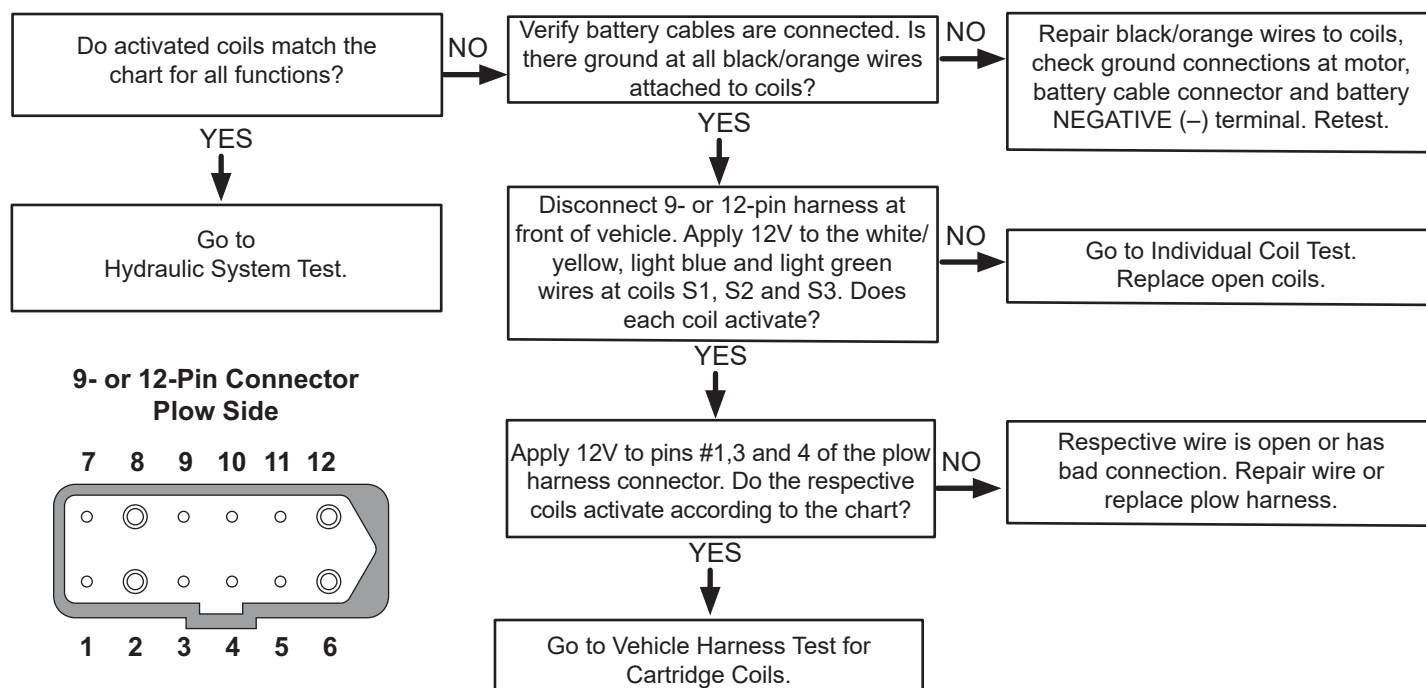 Do activated coils match the
chart for all functions?
NO
Verify battery cables are connected. Is
there ground at all black/orange wires
attached to coils?
NO
Repair black/orange wires to coils,
check ground connections at motor,
battery cable connector and battery
NEGATIVE (–) terminal. Retest.
YES
YES
Go to
Hydraulic System Test.
Disconnect 9- or 12-pin harness at
front of vehicle. Apply 12V to the white/
yellow, light blue and light green
wires at coils S1, S2 and S3. Does
each coil activate?
NO
Go to Individual Coil Test.
Replace open coils.
YES
9- or 12-Pin Connector
Plow Side
7 8 9 10 11 12
1 2 3 4 5 6
Apply 12V to pins #1,3 and 4 of the plow
harness connector. Do the respective
coils activate according to the chart?
NO
Respective wire is open or has
bad connection. Repair wire or
replace plow harness.
YES
Go to Vehicle Harness Test for
Cartridge Coils.